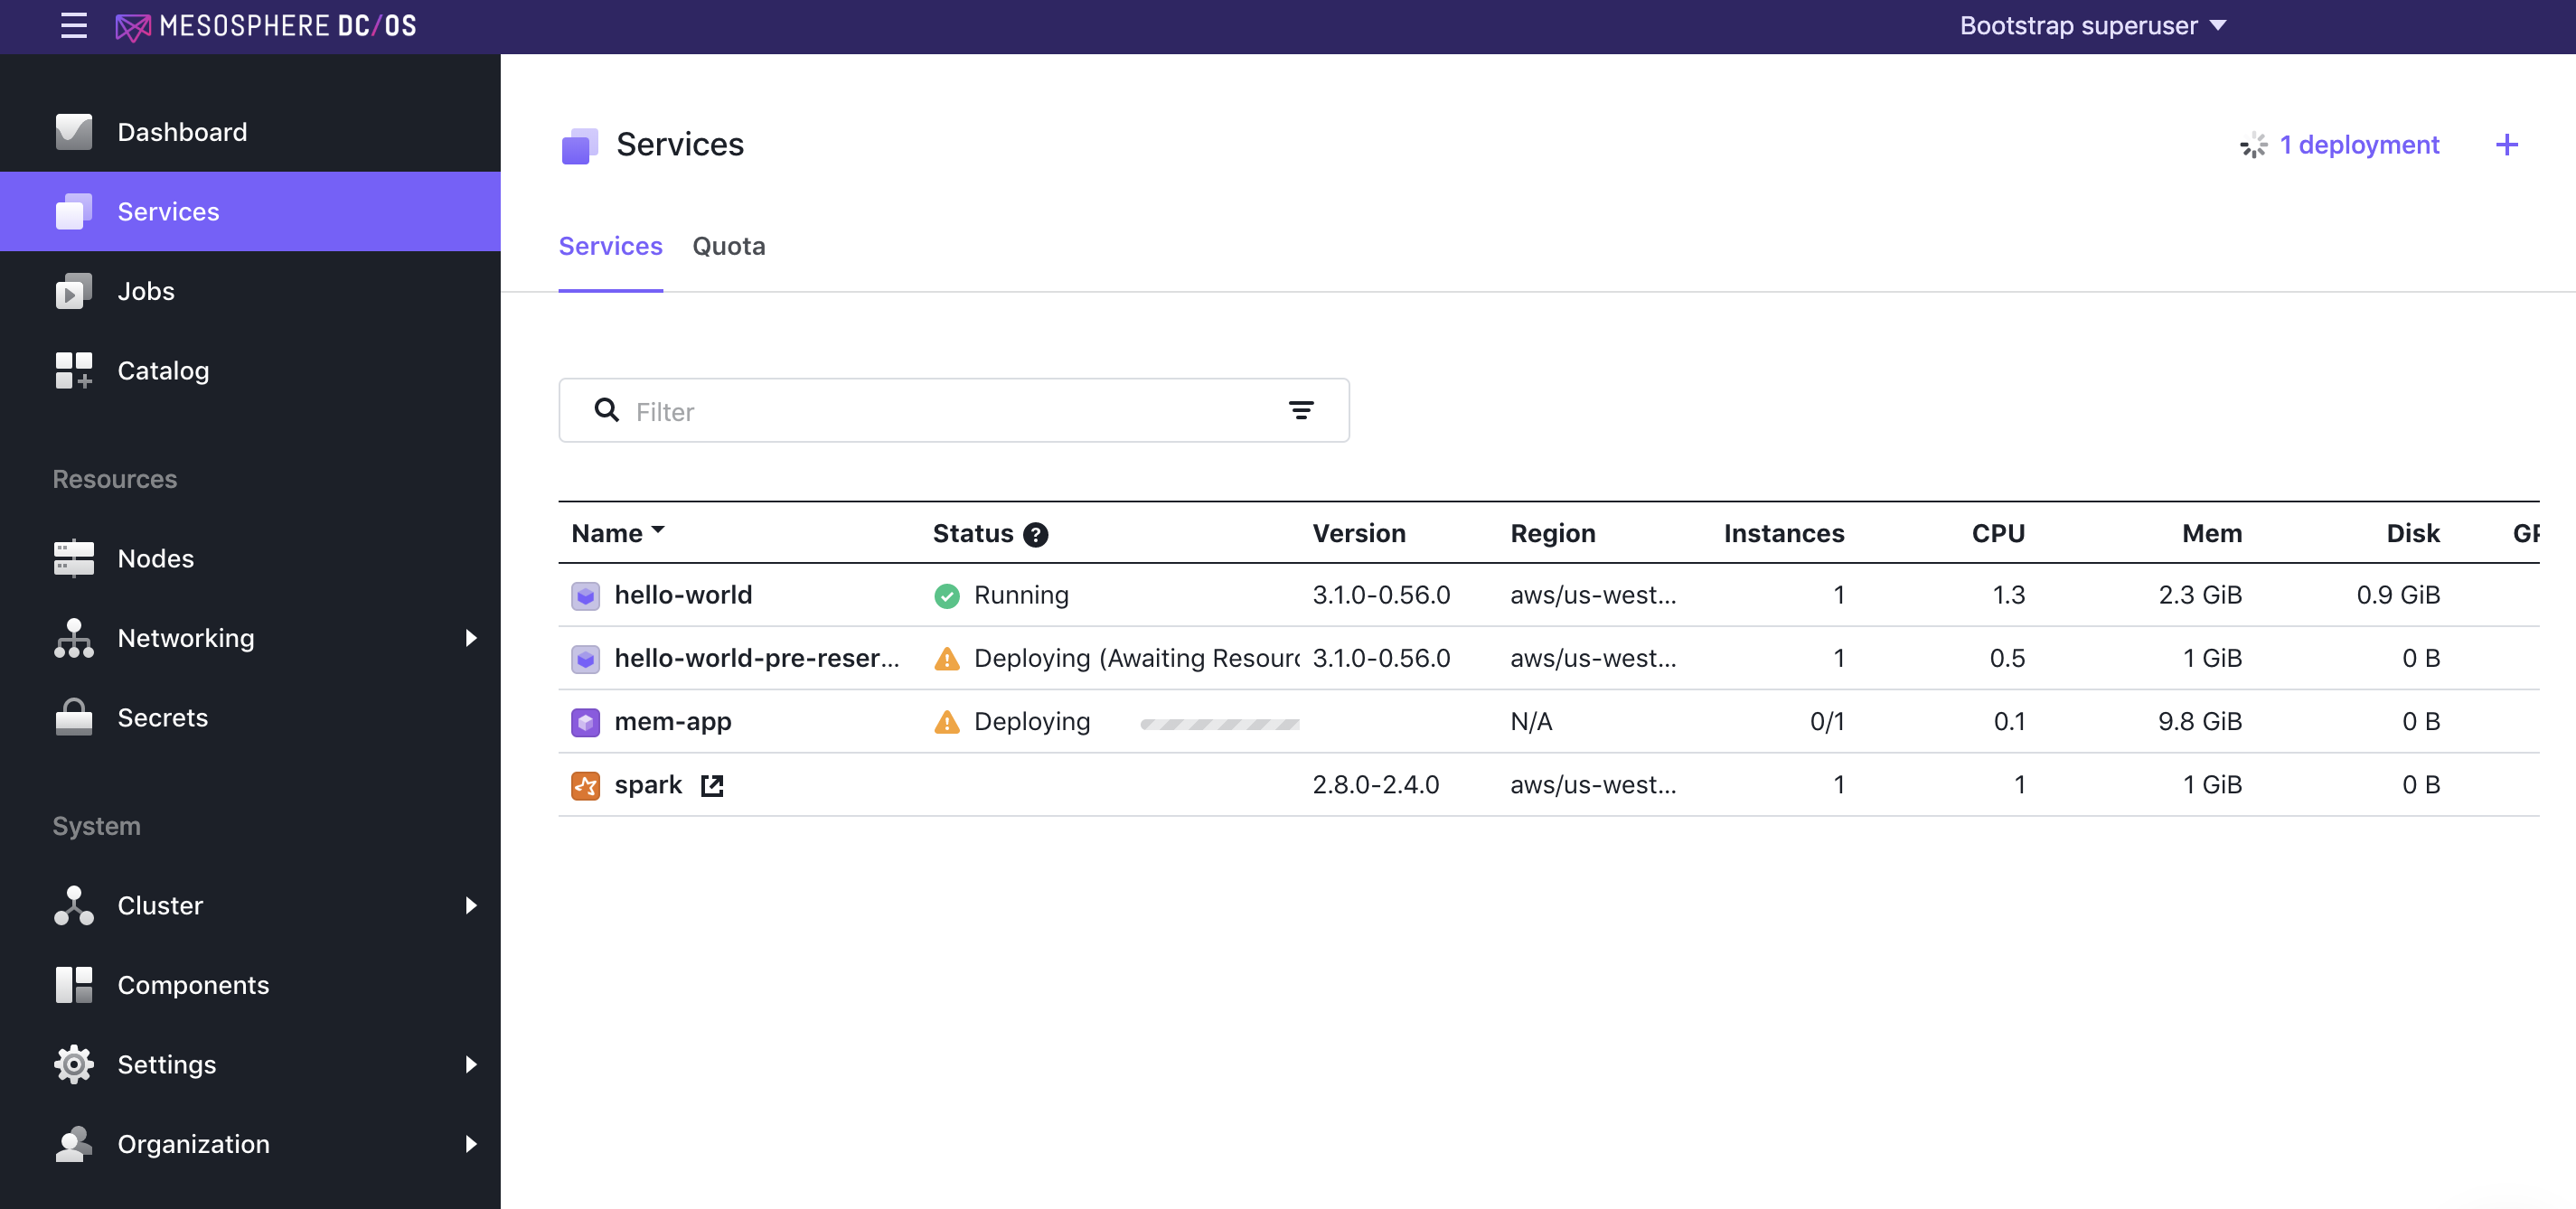 MESOSPHERE DC/OS
Bootstrap superuser
Dashboard
Services
Jobs
Catalog
Resources
Nodes
Networking
Secrets
System
Cluster
Components
Settings
Organization
Services
1 deployment
Services Quota
Filter
Name Status ? Version Region Instances CPU Mem Disk
hello-world Running 3.1.0-0.56.0 aws/us-west... 1 1.3 2.3 GiB 0.9 GiB
hello-world-pre-reser... Deploying (Awaiting 3.1.0-0.56.0 aws/us-west... 1 0.5 1 GiB 0 B
mem-app Deploying N/A 0/1 0.1 9.8 GiB 0 B
spark 2.8.0-2.4.0 aws/us-west... 1 1 1 GiB 0 B